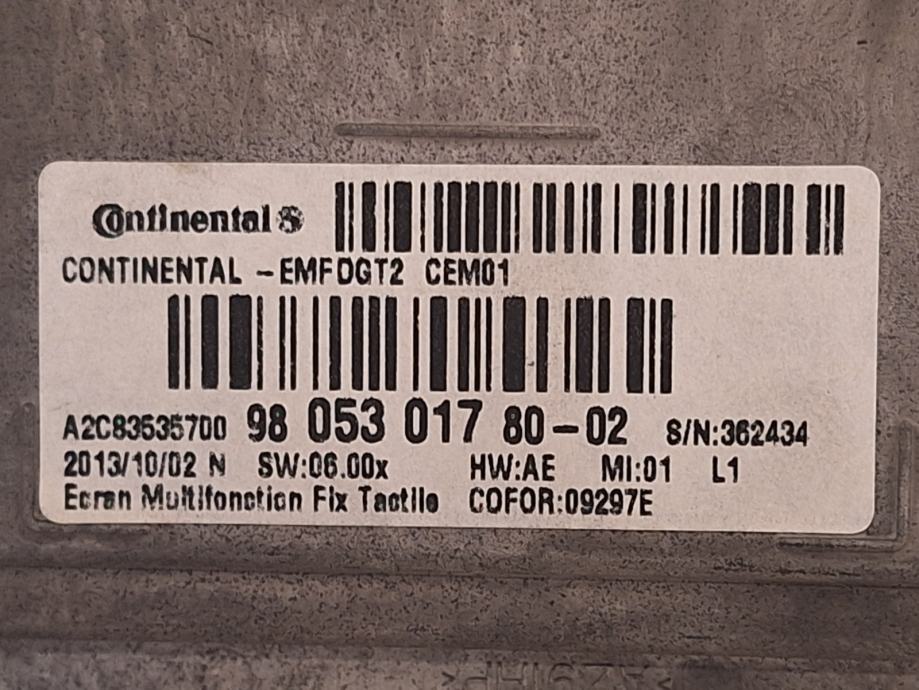 Continental
CONTINENTAL -EMFDGT2 CEM01
A2C83535700 98 053 017 80-02 S/N:362434
2013/10/02 N SW:06.00x HW:AE MI:01 L1
Ecran Multifonction Fix Tactile COFOR:09297E